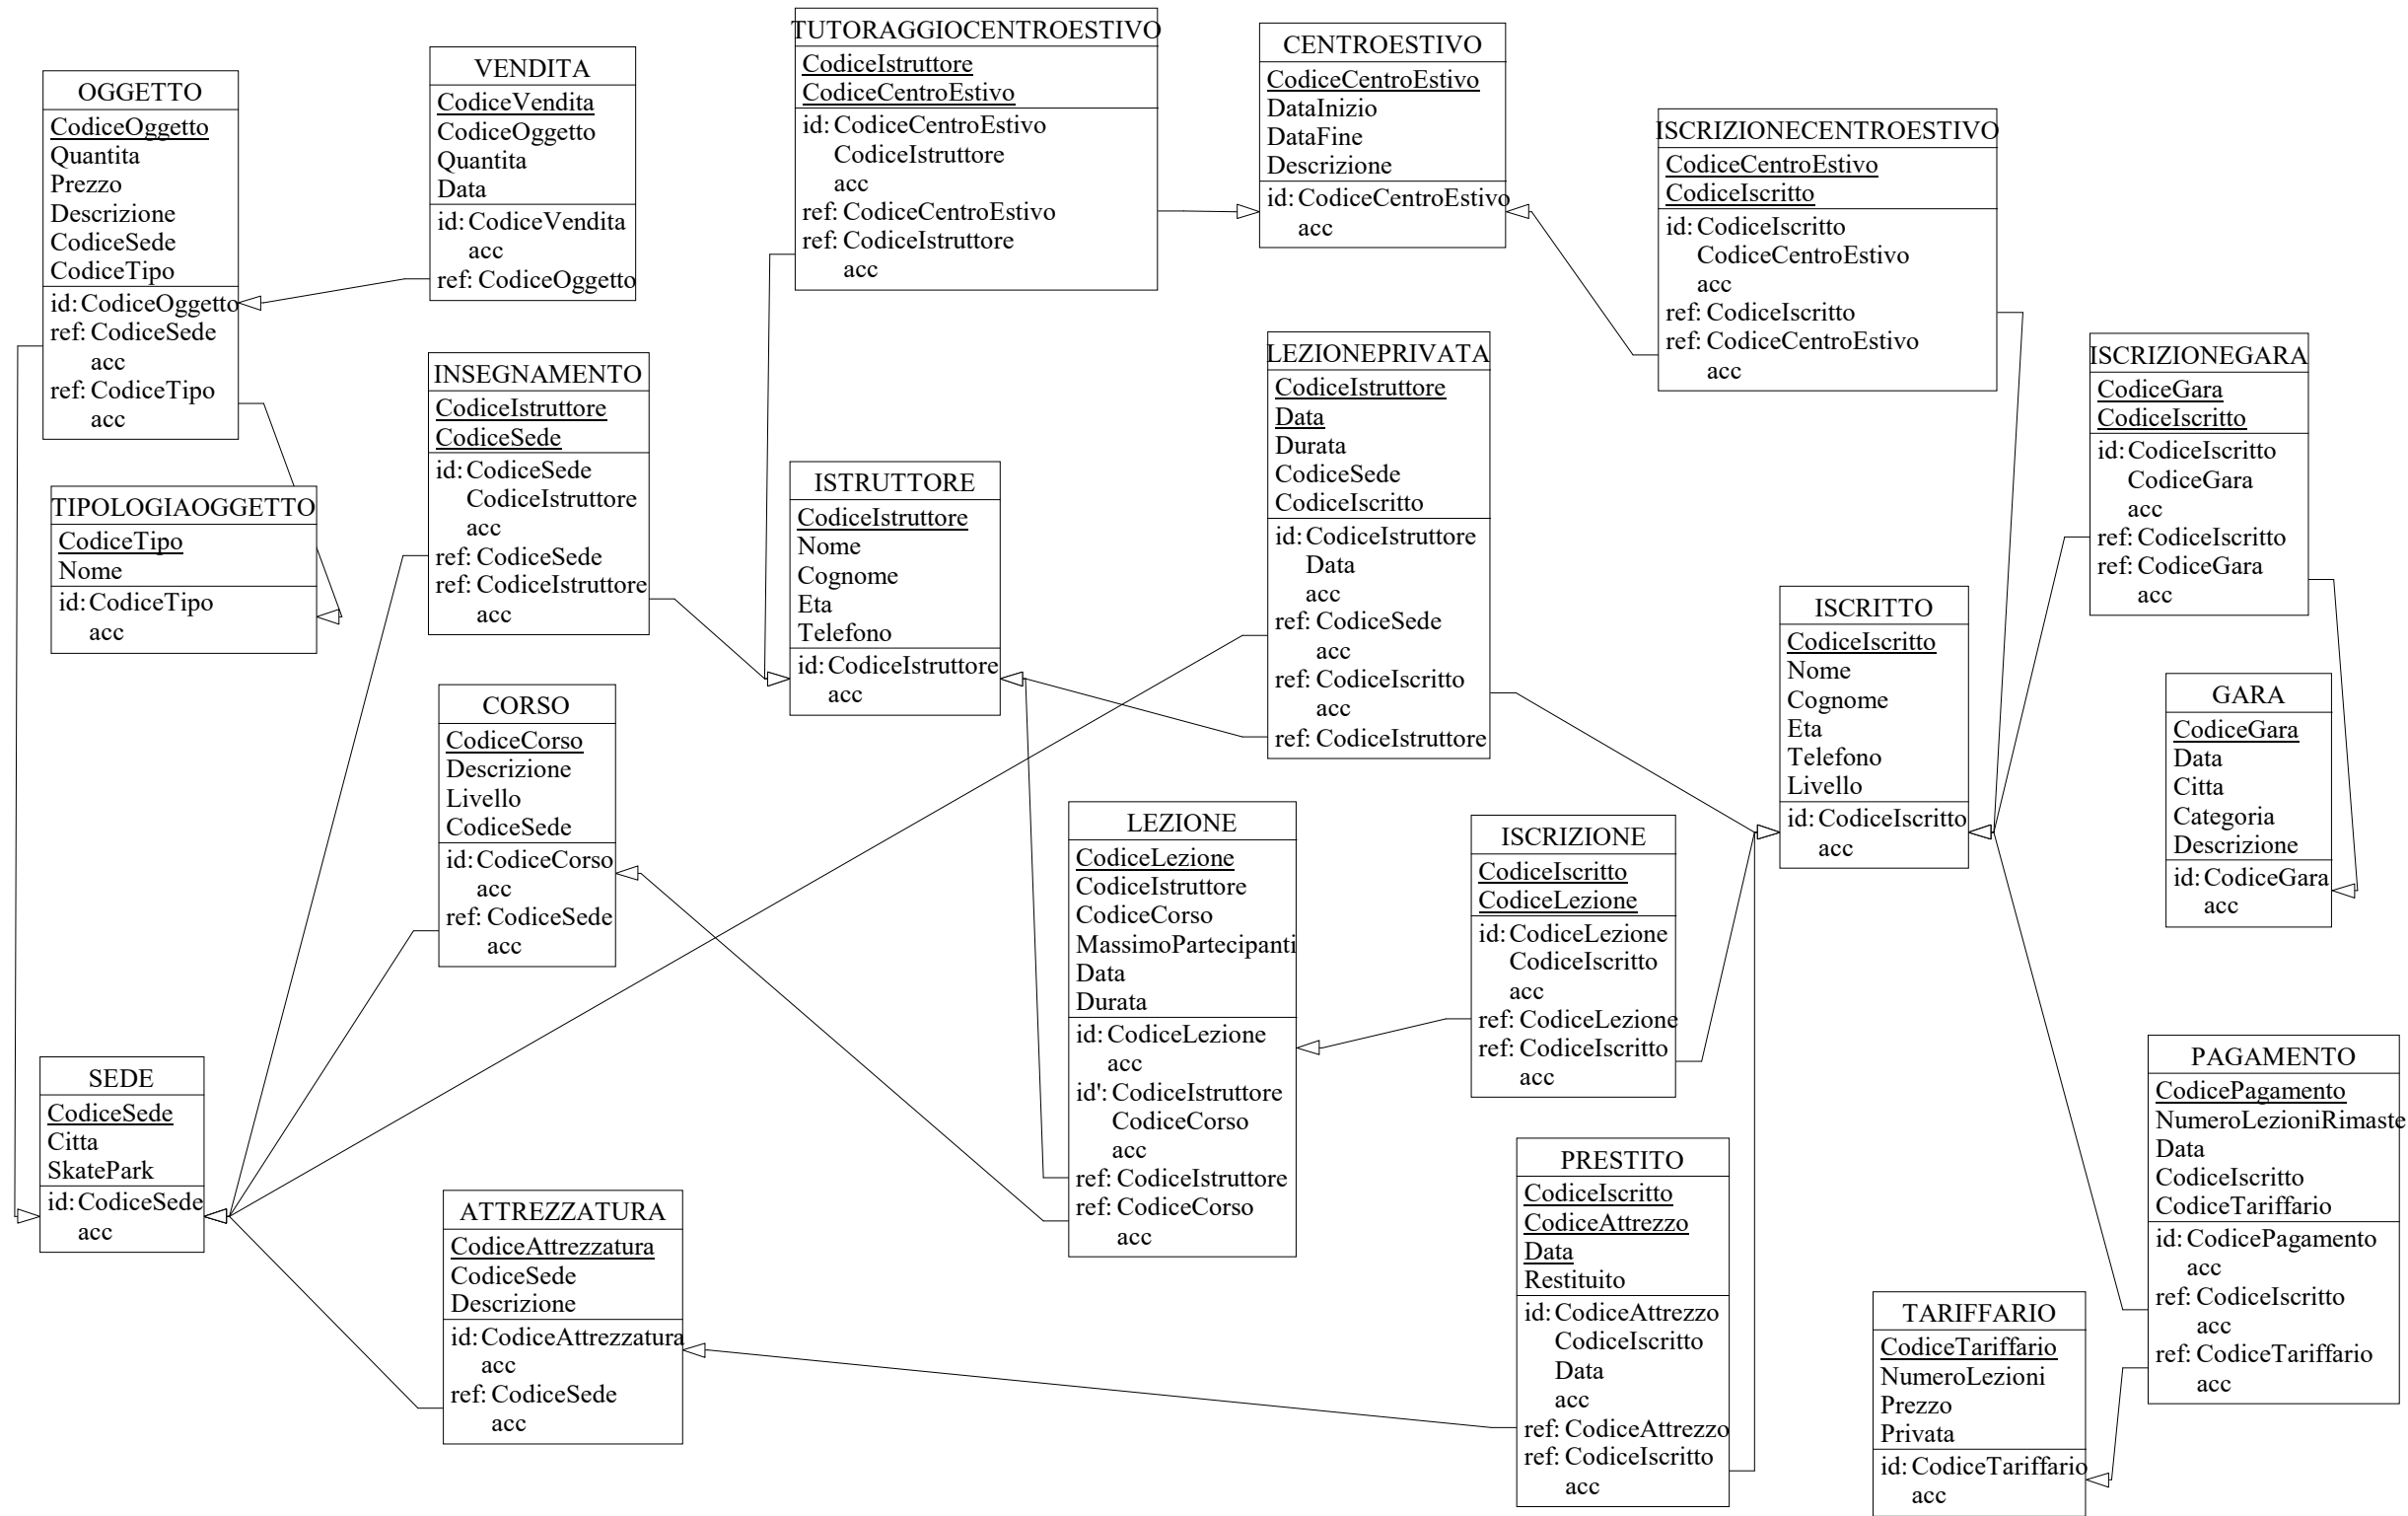 OGGETTO
CodiceOggetto
Quantita
Prezzo
Descrizione
CodiceSede
CodiceTipo
id: CodiceOggetto
ref: CodiceSede
acc
ref: CodiceTipo
acc
VENDITA
CodiceVendita
CodiceOggetto
Quantita
Data
id: CodiceVendita
acc
ref: CodiceOggetto
TUTORAGGIOCENTROESTIVO
CodiceIstruttore
CodiceCentroEstivo
id: CodiceCentroEstivo
CodiceIstruttore
acc
ref: CodiceCentroEstivo
ref: CodiceIstruttore
acc
CENTROESTIVO
CodiceCentroEstivo
DataInizio
DataFine
Descrizione
id: CodiceCentroEstivo
acc
ISCRIZIONECENTROESTIVO
CodiceCentroEstivo
CodiceIscritto
id: CodiceIscritto
CodiceCentroEstivo
acc
ref: CodiceIscritto
ref: CodiceCentroEstivo
acc
TIPOLOGIAOGGETTO
CodiceTipo
Nome
id: CodiceTipo
acc
INSEGNAMENTO
CodiceIstruttore
CodiceSede
id: CodiceSede
CodiceIstruttore
acc
ref: CodiceSede
ref: CodiceIstruttore
acc
ISTRUTTORE
CodiceIstruttore
Nome
Cognome
Eta
Telefono
id: CodiceIstruttore
acc
LEZIONEPRIVATA
CodiceIstruttore
Data
Durata
CodiceSede
CodiceIscritto
id: CodiceIstruttore
Data
acc
ref: CodiceSede
acc
ref: CodiceIscritto
acc
ref: CodiceIstruttore
ISCRIZIONEGARA
CodiceGara
CodiceIscritto
id: CodiceIscritto
CodiceGara
acc
ref: CodiceIscritto
ref: CodiceGara
acc
ISCRITTO
CodiceIscritto
Nome
Cognome
Eta
Telefono
Livello
id: CodiceIscritto
acc
GARA
CodiceGara
Data
Citta
Categoria
Descrizione
id: CodiceGara
acc
CORSO
CodiceCorso
Descrizione
Livello
CodiceSede
id: CodiceCorso
acc
ref: CodiceSede
acc
LEZIONE
CodiceLezione
CodiceIstruttore
CodiceCorso
MassimoPartecipanti
Data
Durata
id: CodiceLezione
acc
id': CodiceIstruttore
CodiceCorso
acc
ref: CodiceIstruttore
ref: CodiceCorso
acc
ISCRIZIONE
CodiceIscritto
CodiceLezione
id: CodiceLezione
CodiceIscritto
acc
ref: CodiceLezione
ref: CodiceIscritto
acc
SEDE
CodiceSede
Citta
SkatePark
id: CodiceSede
acc
ATTREZZATURA
CodiceAttrezzatura
CodiceSede
Descrizione
id: CodiceAttrezzatura
acc
ref: CodiceSede
acc
PRESTITO
CodiceIscritto
CodiceAttrezzo
Data
Restituito
id: CodiceAttrezzo
CodiceIscritto
Data
acc
ref: CodiceAttrezzo
ref: CodiceIscritto
acc
PAGAMENTO
CodicePagamento
NumeroLezioniRimaste
Data
CodiceIscritto
CodiceTariffario
id: CodicePagamento
acc
ref: CodiceIscritto
acc
ref: CodiceTariffario
acc
TARIFFARIO
CodiceTariffario
NumeroLezioni
Prezzo
Privata
id: CodiceTariffario
acc